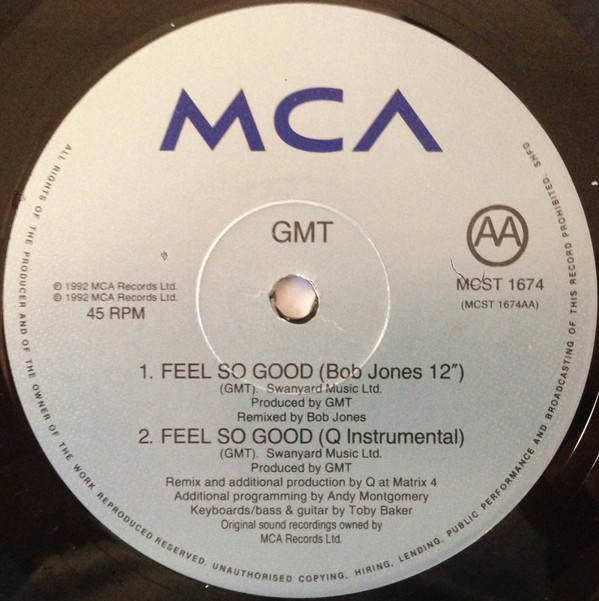 MCA
GMT
AA
℗ 1992 MCA Records Ltd.
© 1992 MCA Records Ltd.
45 RPM
MCST 1674
(MCST 1674AA)
1. FEEL SO GOOD (Bob Jones 12″)
(GMT). Swanyard Music Ltd.
Produced by GMT
Remixed by Bob Jones
2. FEEL SO GOOD (Q Instrumental)
(GMT). Swanyard Music Ltd.
Produced by GMT
Remix and additional production by Q at Matrix 4
Additional programming by Andy Montgomery
Keyboards/bass & guitar by Toby Baker
Original sound recordings owned by
MCA Records Ltd.
ALL RIGHTS OF THE PRODUCER AND OF THE OWNER OF THE WORK REPRODUCED RESERVED. UNAUTHORISED COPYING, HIRING, LENDING, PUBLIC PERFORMANCE AND BROADCASTING OF THIS RECORD PROHIBITED. SHFD